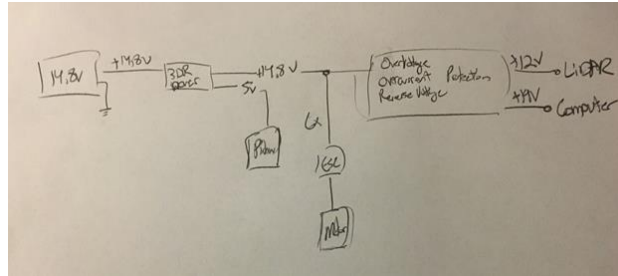 14.8V
+14.8V
3DR
power
+14.8V
5v
ESC
Motor
Overvoltage
Overcurrent Protection
Reverse Voltage
+12V
LiDAR
+19V
Computer